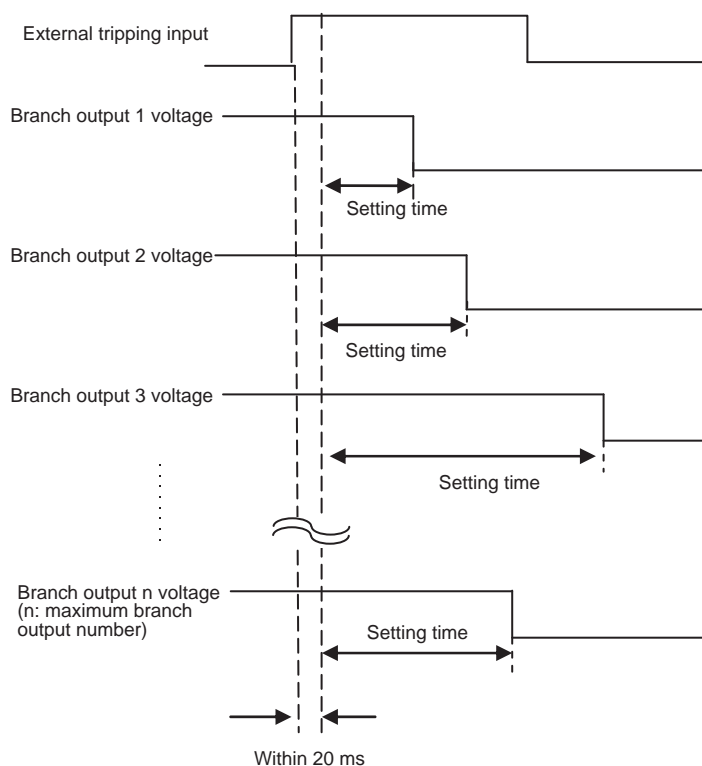 External tripping input
Branch output 1 voltage
Setting time
Branch output 2 voltage
Setting time
Branch output 3 voltage
Setting time
Branch output n voltage
(n: maximum branch
output number)
Setting time
Within 20 ms